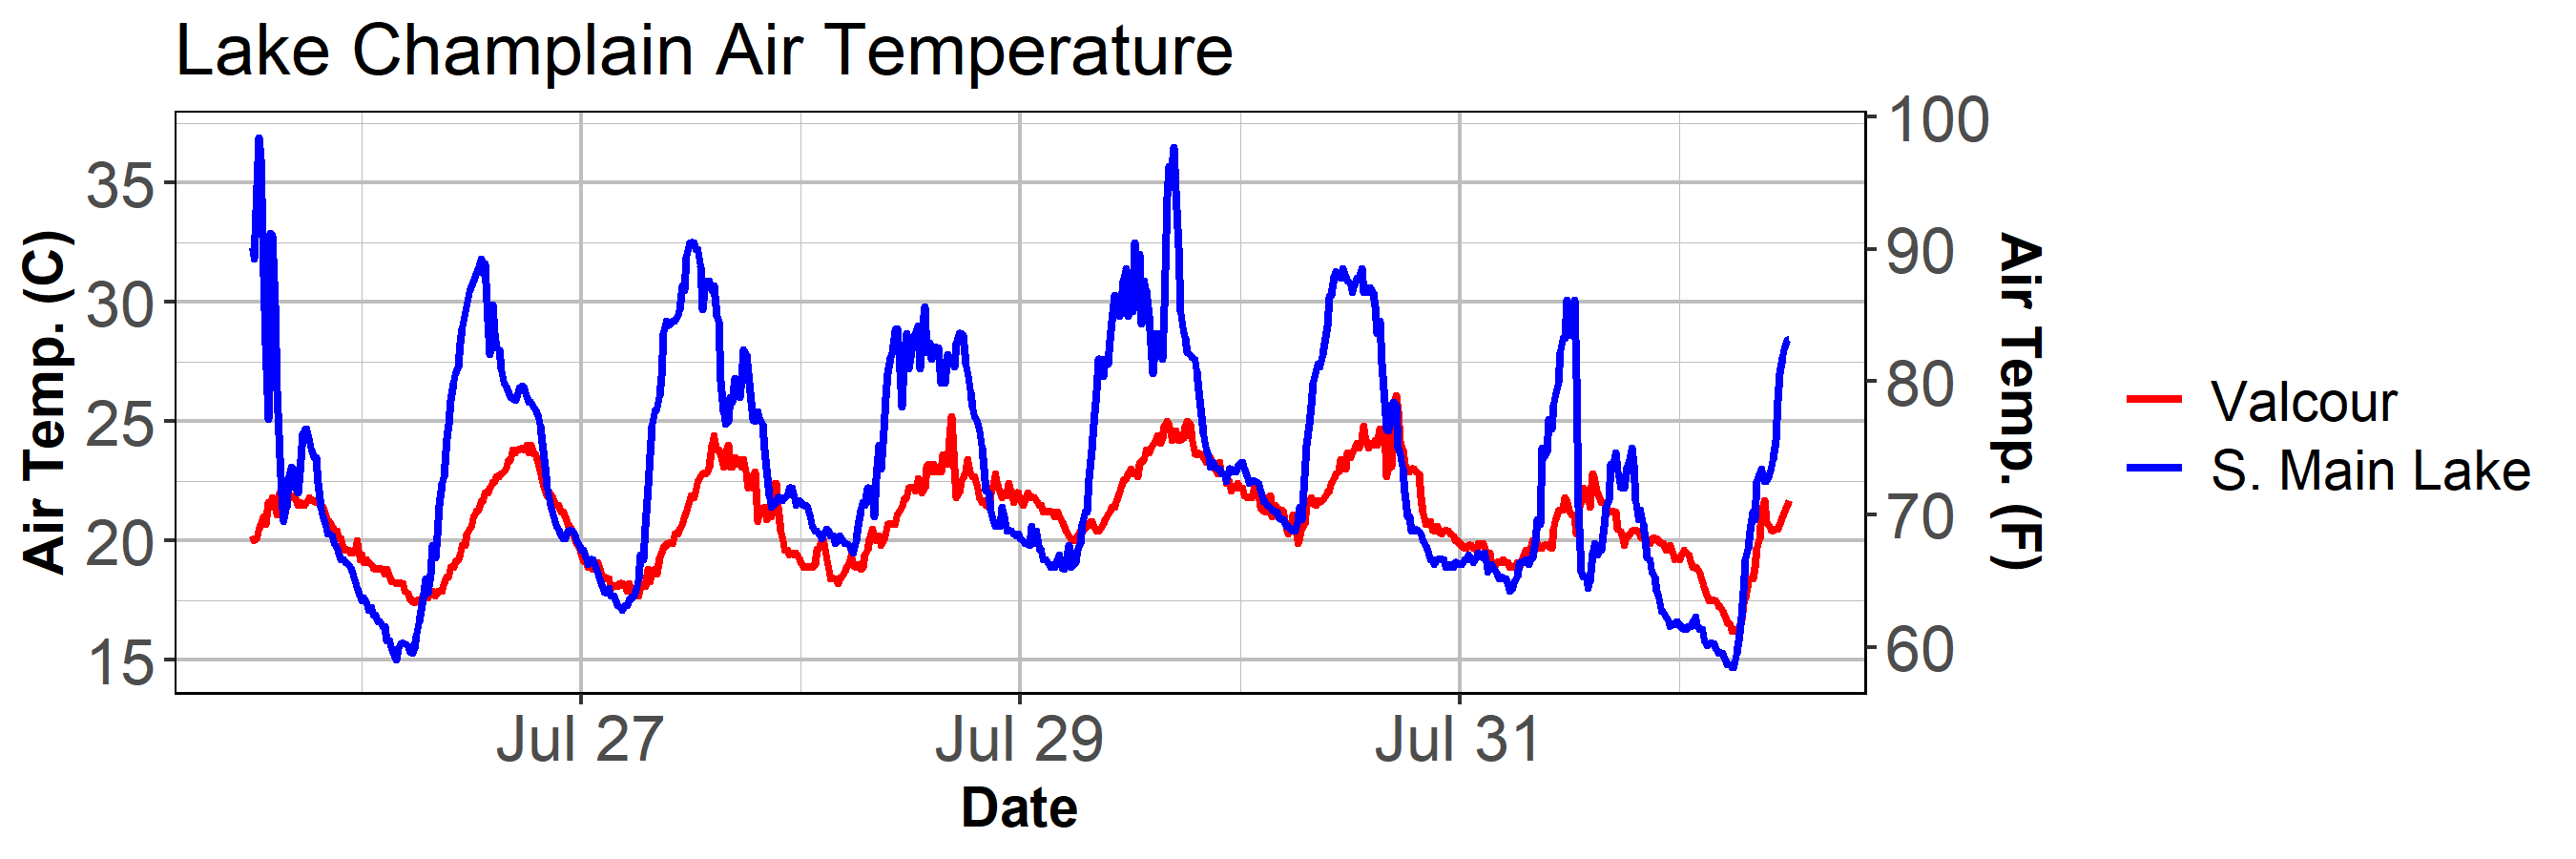 Lake Champlain Air Temperature
Air Temp. (C)
35
30
25
20
15
100
90
80
70
60
Air Temp. (F)
Jul 27
Jul 29
Jul 31
Date
Valcour
S. Main Lake